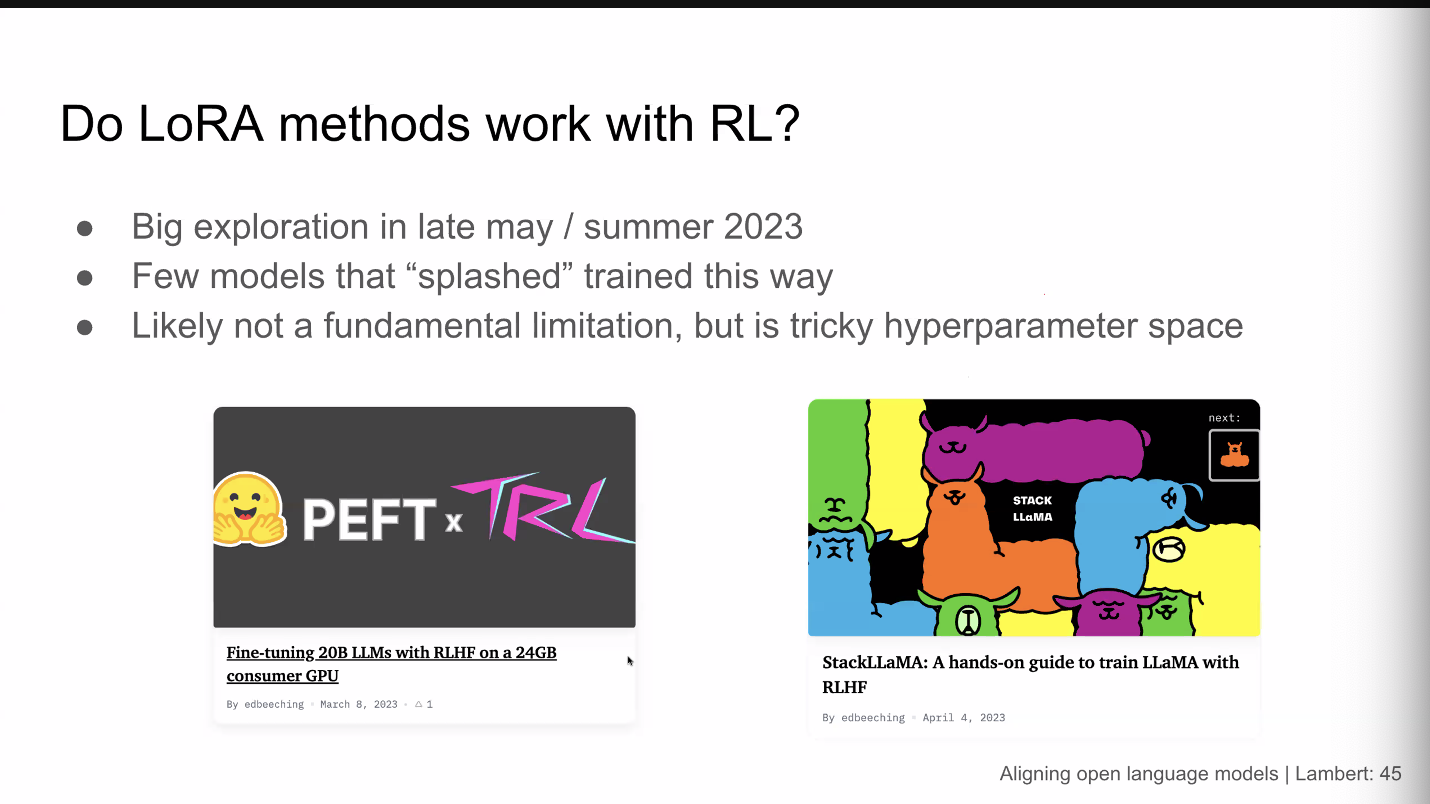 Do LoRA methods work with RL?
● Big exploration in late may / summer 2023
● Few models that “splashed” trained this way
● Likely not a fundamental limitation, but is tricky hyperparameter space
PEFT x TRL
Fine-tuning 20B LLMs with RLHF on a 24GB
consumer GPU
By edbeeching • March 8, 2023 • △ 1
next:
STACK
LLaMA
StackLLaMA: A hands-on guide to train LLaMA with
RLHF
By edbeeching • April 4, 2023
Aligning open language models | Lambert: 45